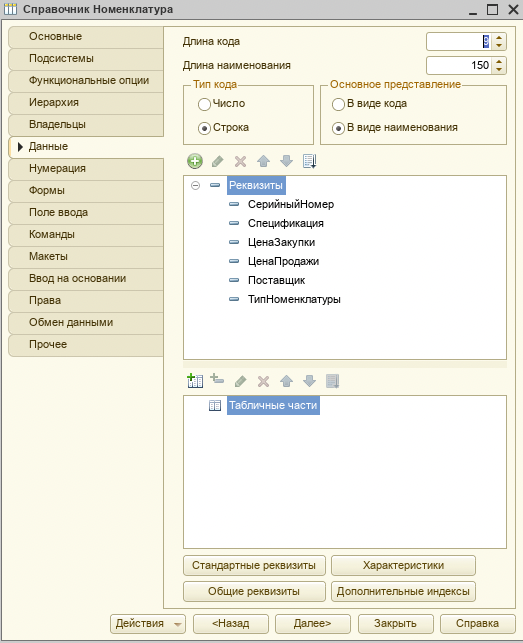 Справочник Номенклатура
Основные
Подсистемы
Функциональные опции
Иерархия
Владельцы
Данные
Нумерация
Формы
Поле ввода
Команды
Макеты
Ввод на основании
Права
Обмен данными
Прочее
Длина кода 9
Длина наименования 150
Тип кода
Число
Строка
Основное представление
В виде кода
В виде наименования
Реквизиты
СерийныйНомер
Спецификация
ЦенаЗакупки
ЦенаПродажи
Поставщик
ТипНоменклатуры
Табличные части
Стандартные реквизиты Характеристики
Общие реквизиты Дополнительные индексы
Действия <Назад Далее> Закрыть Справка